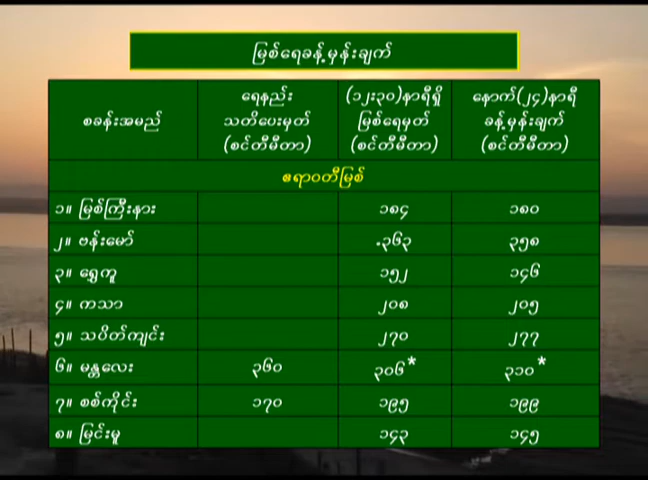 မြစ်ရေခန့်မှန်းချက်
စခန်းအမည် ရေနည်းသတိပေးမှတ်(စင်တီမီတာ) (၁၂:၃၀)နာရီရှိမြစ်ရေမှတ်(စင်တီမီတာ) နောက်(၂၄)နာရီခန့်မှန်းချက်(စင်တီမီတာ)
ဧရာဝတီမြစ်
၁။ မြစ်ကြီးနား ၁၈၄ ၁၈၀
၂။ ဗန်းမော် -၃၆၃ ၃၅၈
၃။ ရွှေကူ ၁၅၂ ၁၄၆
၄။ ကသာ ၂၀၈ ၂၀၅
၅။ သပိတ်ကျင်း ၂၇၀ ၂၇၇
၆။ မန္တလေး ၃၆၀ ၃၀၆* ၃၁၀*
၇။ စစ်ကိုင်း ၁၇၀ ၁၉၅ ၁၉၉
၈။ မြင်းမူ ၁၄၃ ၁၄၅